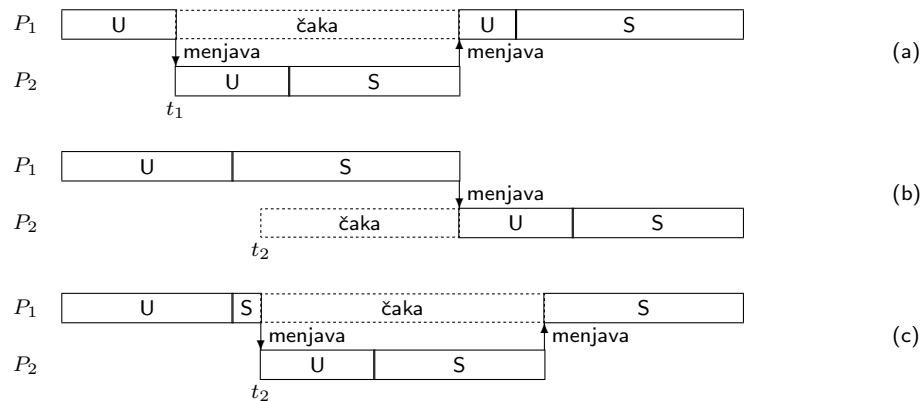 P1 U čaka U S
menjava menjava (a)
P2 U S
t1
P1 U S
menjava (b)
P2 čaka U S
t2
P1 U S čaka S
menjava menjava (c)
P2 U S
t2